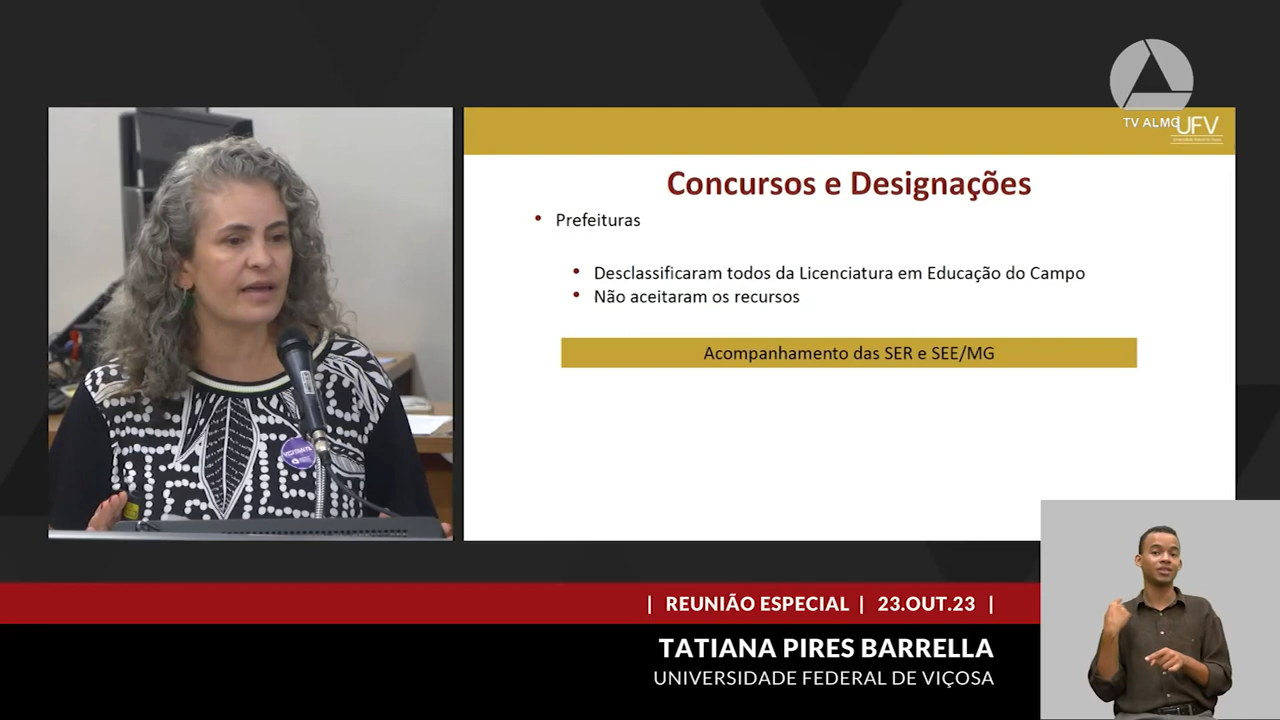 TV ALMG
UFV
Concursos e Designações
• Prefeituras
• Desclassificaram todos da Licenciatura em Educação do Campo
• Não aceitaram os recursos
Acompanhamento das SER e SEE/MG
| REUNIÃO ESPECIAL | 23.OUT.23 |
TATIANA PIRES BARRELLA
UNIVERSIDADE FEDERAL DE VIÇOSA